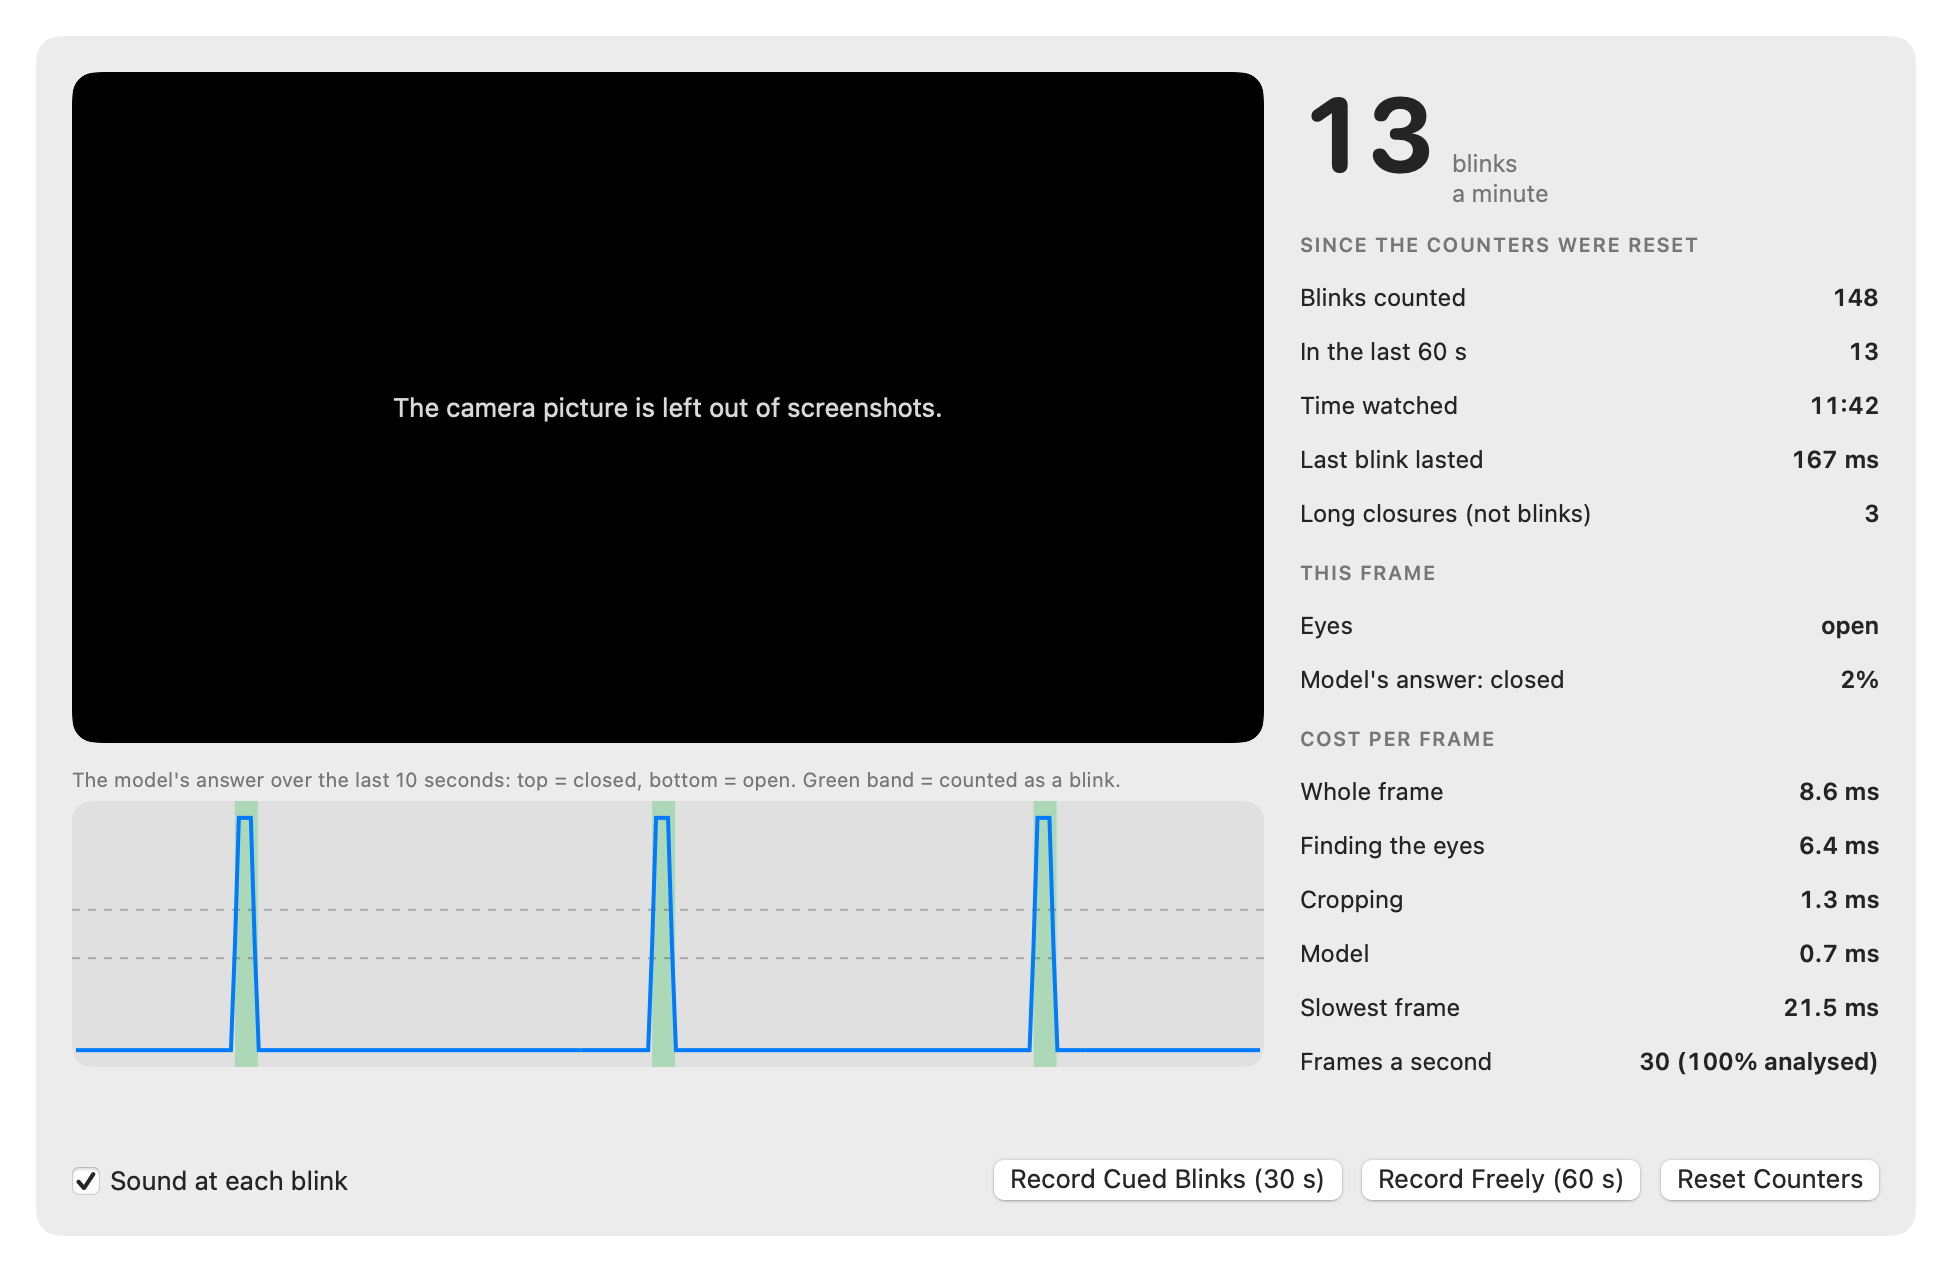 The camera picture is left out of screenshots.
The model's answer over the last 10 seconds: top = closed, bottom = open. Green band = counted as a blink.
13
blinks
a minute
SINCE THE COUNTERS WERE RESET
Blinks counted 148
In the last 60 s 13
Time watched 11:42
Last blink lasted 167 ms
Long closures (not blinks) 3
THIS FRAME
Eyes open
Model's answer: closed 2%
COST PER FRAME
Whole frame 8.6 ms
Finding the eyes 6.4 ms
Cropping 1.3 ms
Model 0.7 ms
Slowest frame 21.5 ms
Frames a second 30 (100% analysed)
Sound at each blink
Record Cued Blinks (30 s) Record Freely (60 s) Reset Counters